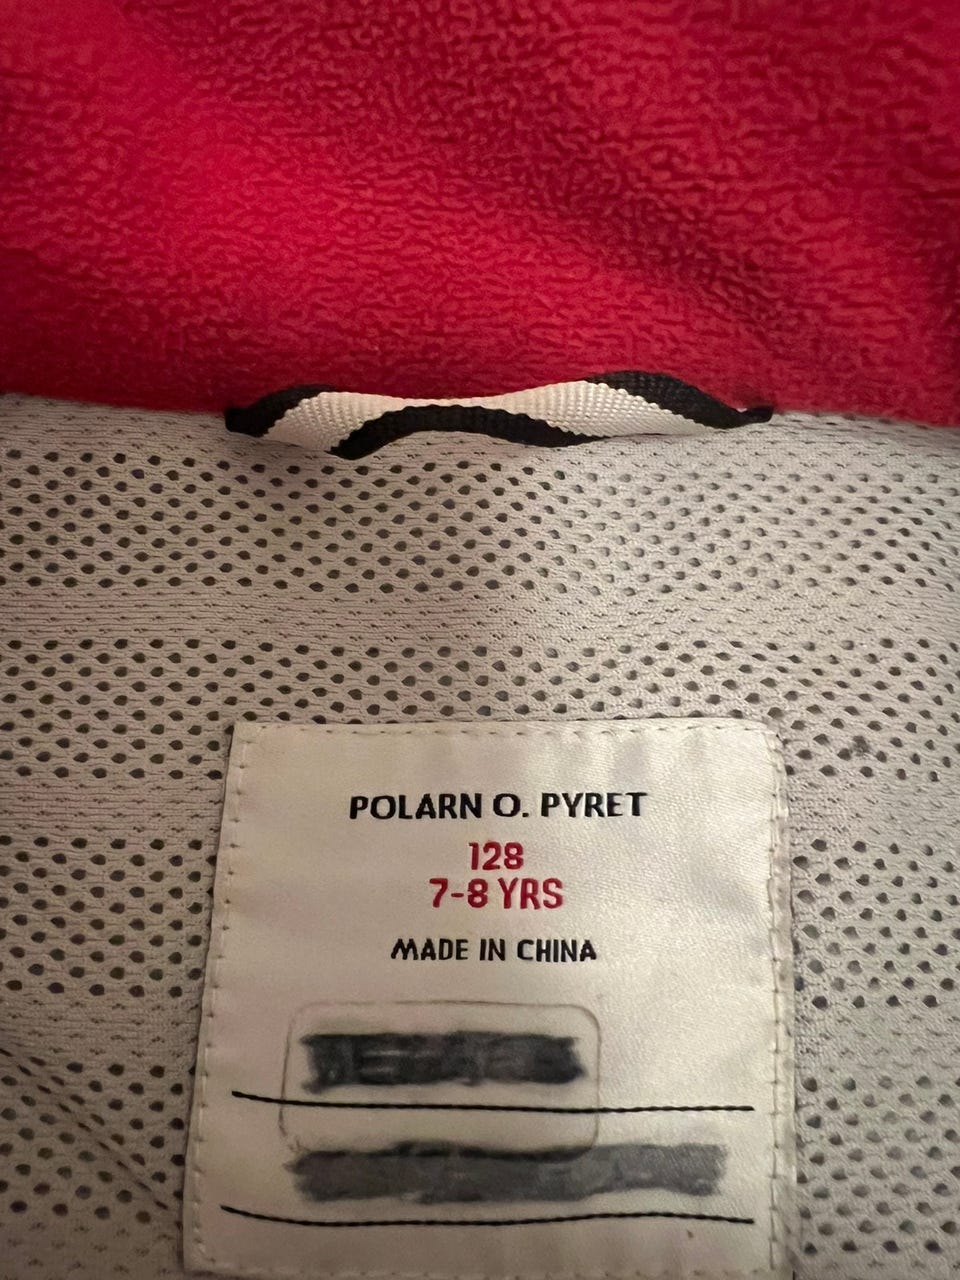 POLARN O. PYRET
128
7-8 YRS
MADE IN CHINA